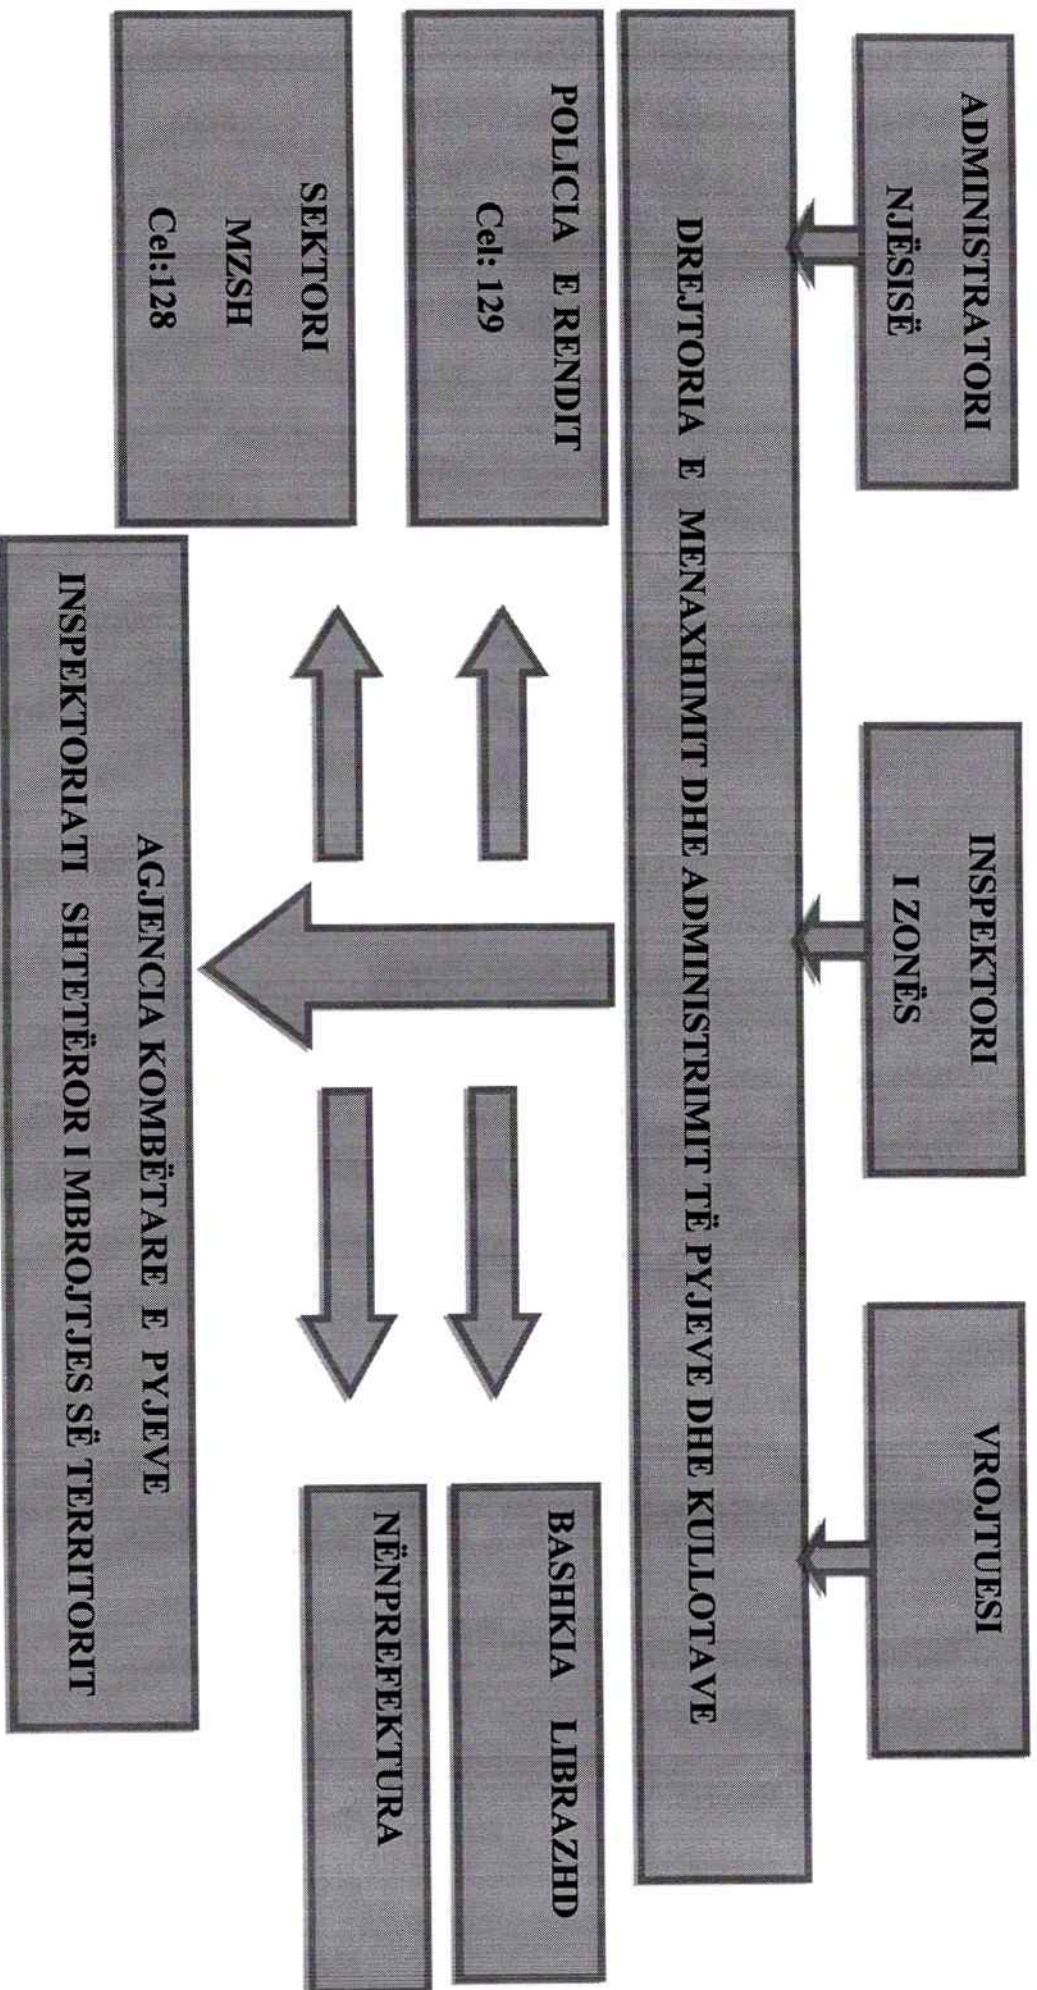 ADMINISTRATORI
NJËSISË
INSPEKTORI
I ZONËS
VROJTUESI
DREJTORIA E MENAXHIMIT DHE ADMINISTRIMIT TË PYJEVE DHE KULLOTAVE
POLICIA E RENDIT
Cel: 129
BASHKIA LIBRAZHD
SEKTORI
MZSH
Cel:128
NËNPREFEKTURA
AGJENCIA KOMBËTARE E PYJEVE
INSPEKTORIATI SHTETËROR I MBROJTJES SË TERRITORIT